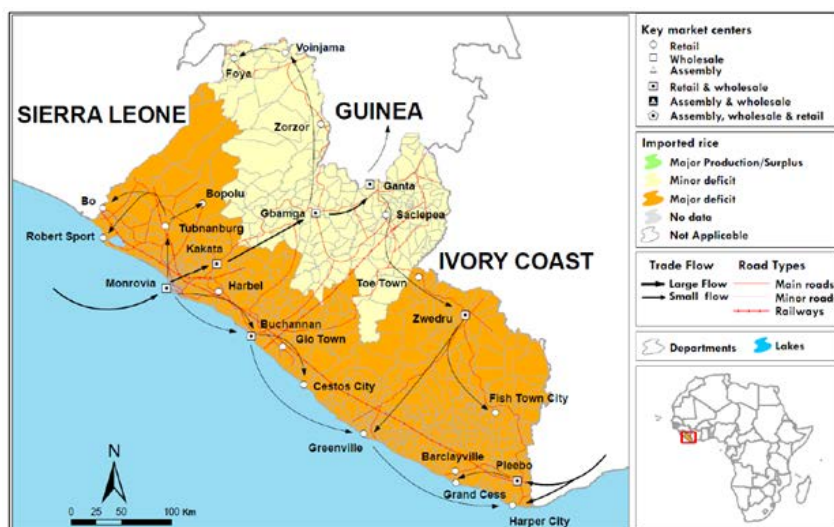 Voinjama
Foya
SIERRA LEONE
GUINEA
Zorzor
Ganta
Gbarnga
Saclepea
Bo
Bopolu
Tubnanburg
Robert Sport
Kakata
IVORY COAST
Toe Town
Monrovia
Harbel
Zwedru
Buchannan
Glo Town
Cestos City
Fish Town City
Greenville
Barclayville
Pleebo
Grand Cess
Harper City
N
0 25 50 100 Km
Key market centers
Retail
Wholesale
Assembly
Retail & wholesale
Assembly & wholesale
Assembly, wholesale & retail
Imported rice
Major Production/Surplus
Minor deficit
Major deficit
No data
Not Applicable
Trade Flow
Large Flow
Small flow
Road Types
Main roads
Minor road
Railways
Departments
Lakes